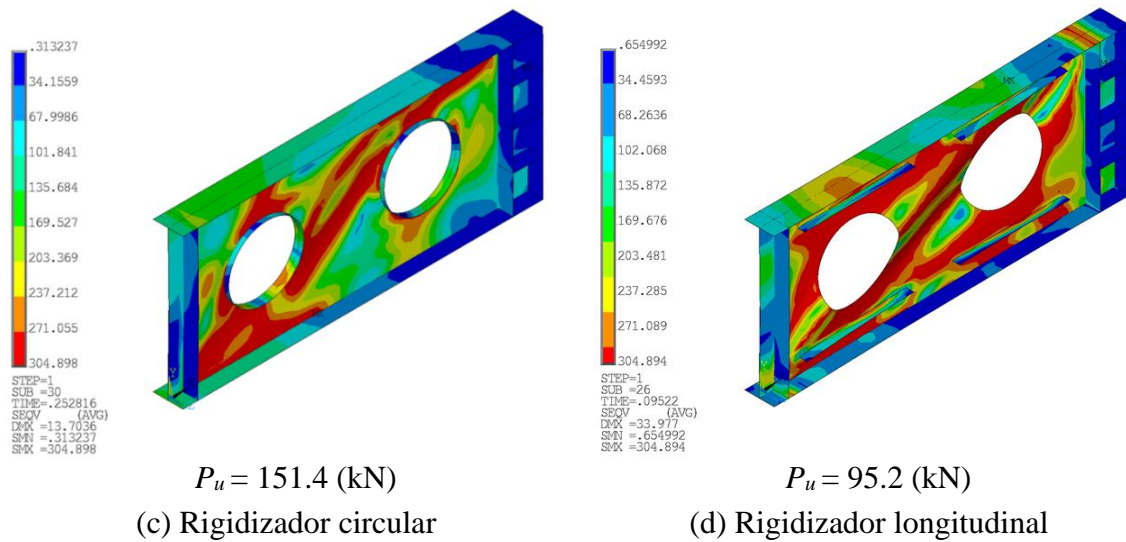 .313237
34.1559
67.9986
101.841
135.684
169.527
203.369
237.212
271.055
304.898
STEP=1
SUB =30
TIME=.252816
SEQV (AVG)
DMX =13.7036
SMN =.313237
SMX =304.898
MX
Y
Pu = 151.4 (kN)
(c) Rigidizador circular
.654992
34.4593
68.2636
102.068
135.872
169.676
203.481
237.285
271.089
304.894
STEP=1
SUB =26
TIME=.09522
SEQV (AVG)
DMX =33.977
SMN =.654992
SMX =304.894
MX
Y
Pu = 95.2 (kN)
(d) Rigidizador longitudinal